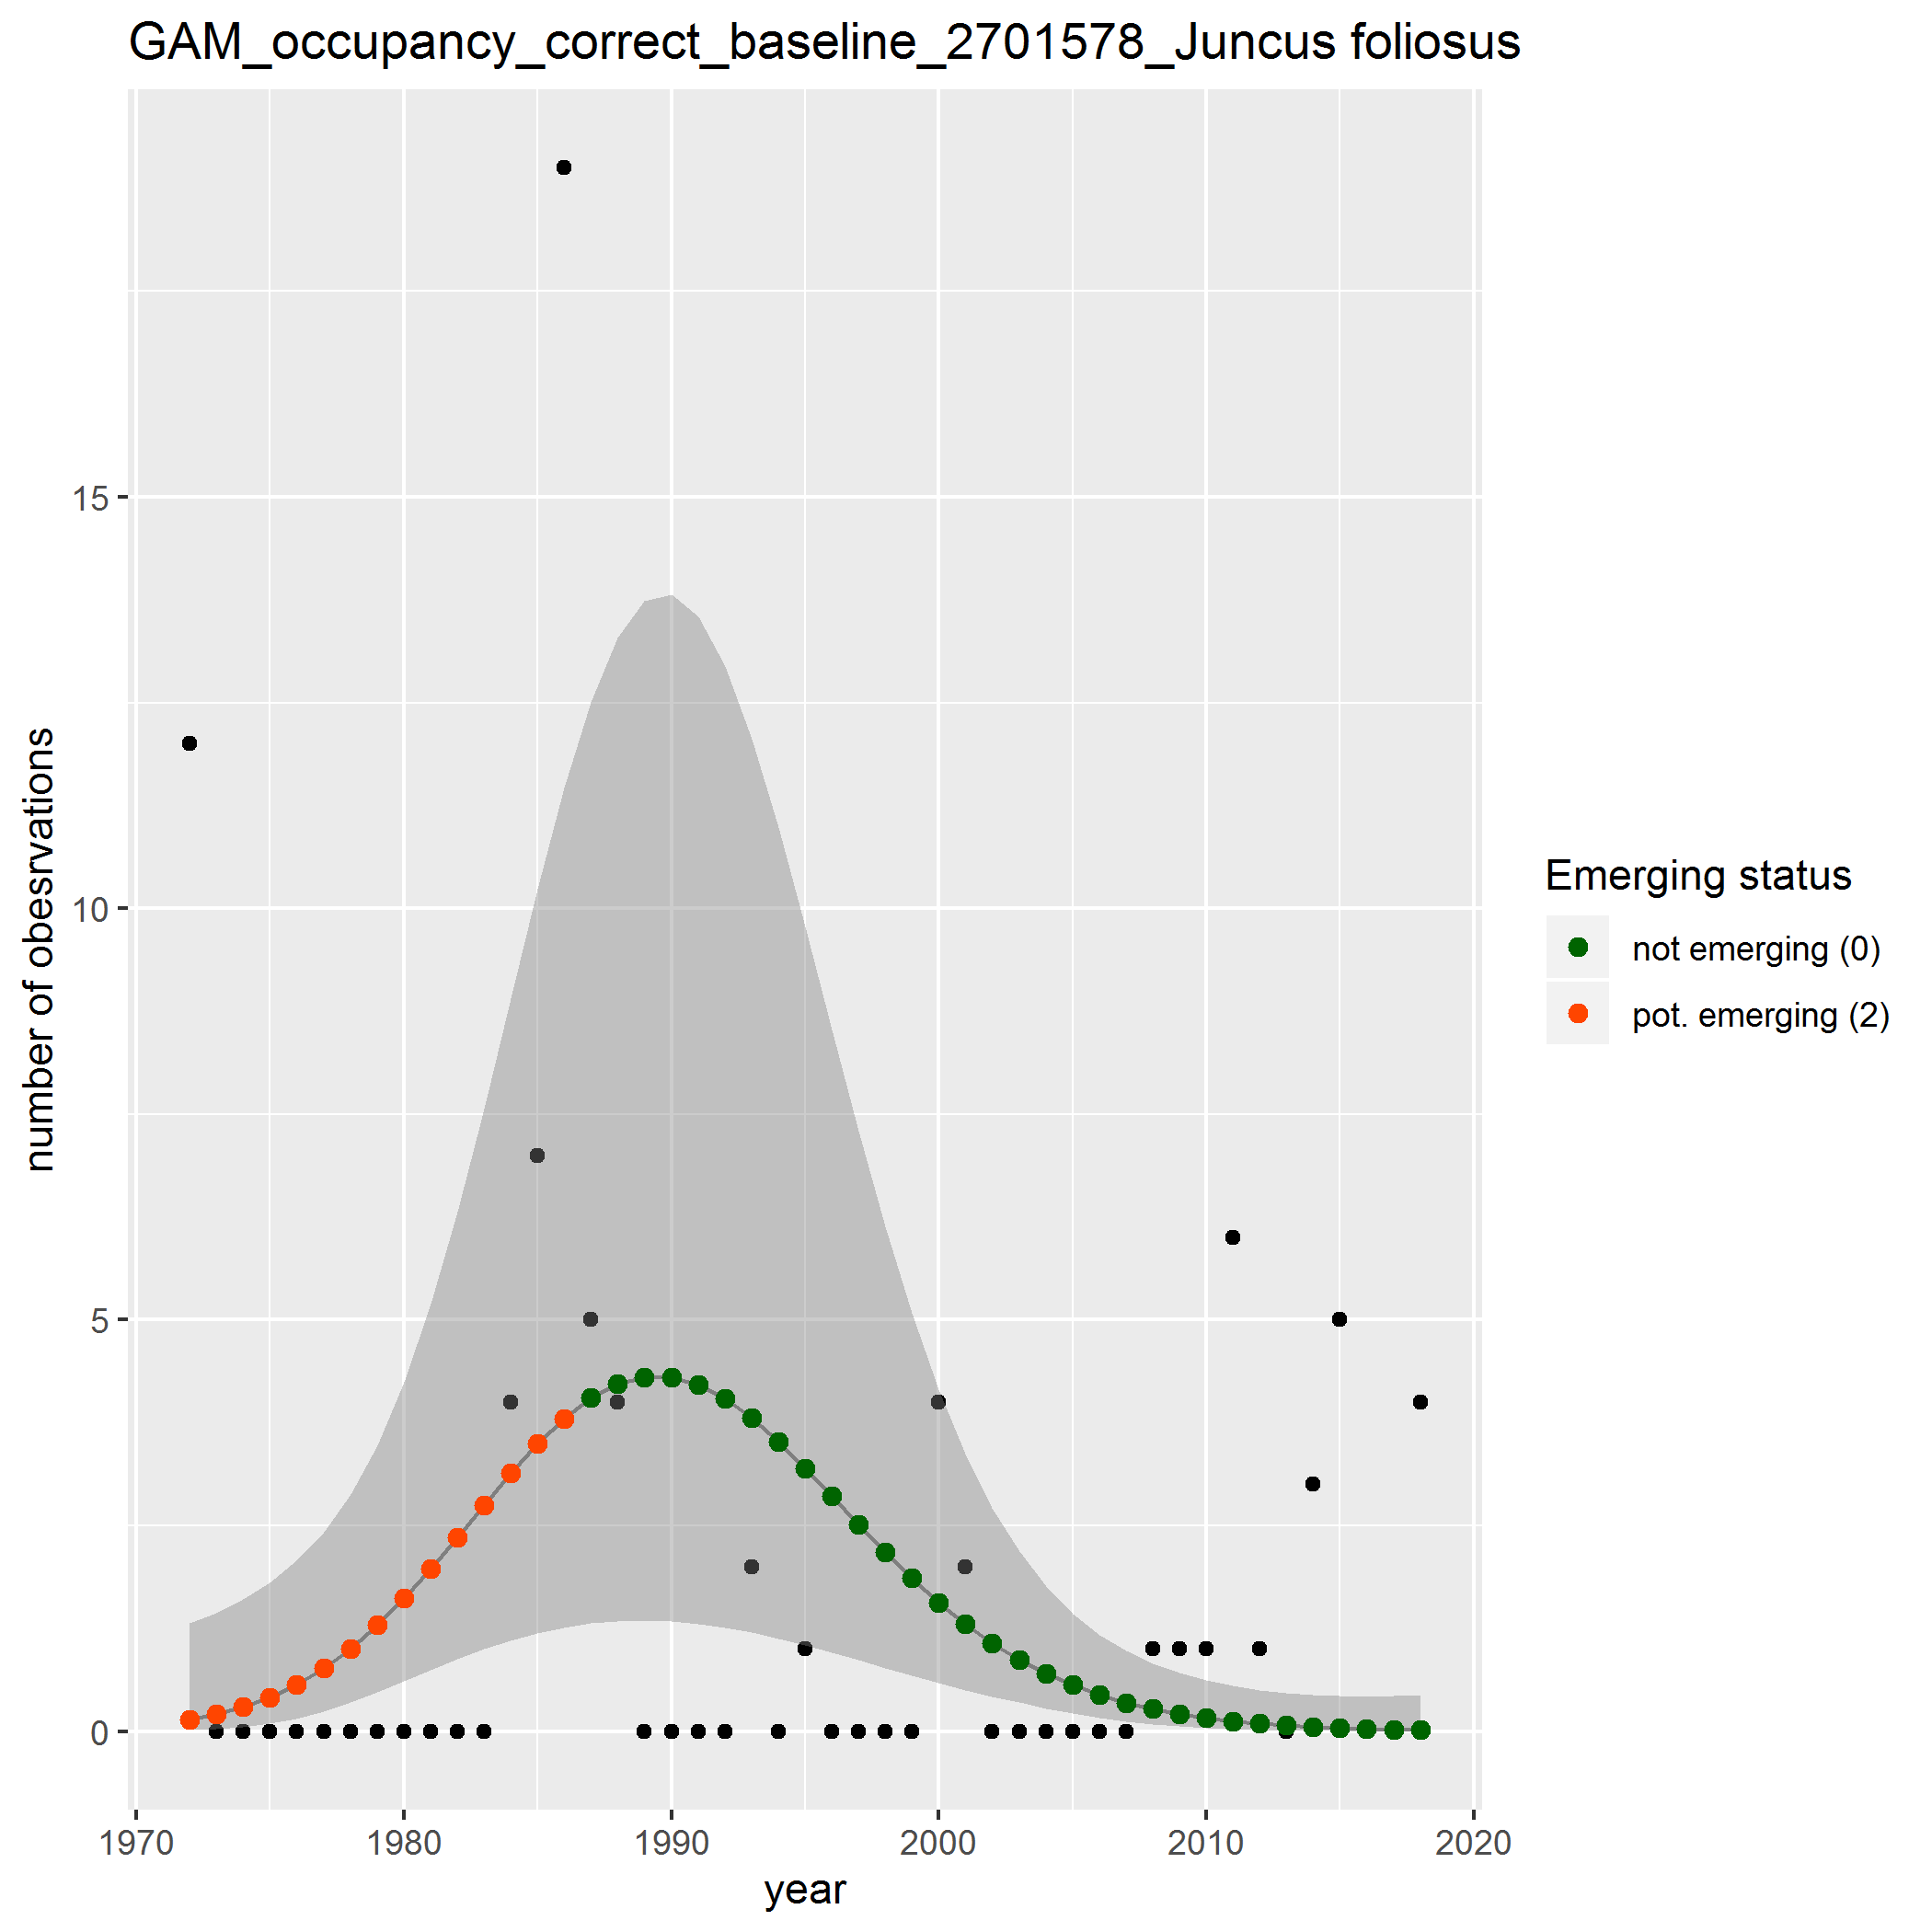 GAM_occupancy_correct_baseline_2701578_Juncus foliosus
number of obesrvations
15
10
5
0
1970
1980
1990
2000
2010
2020
year
Emerging status
not emerging (0)
pot. emerging (2)